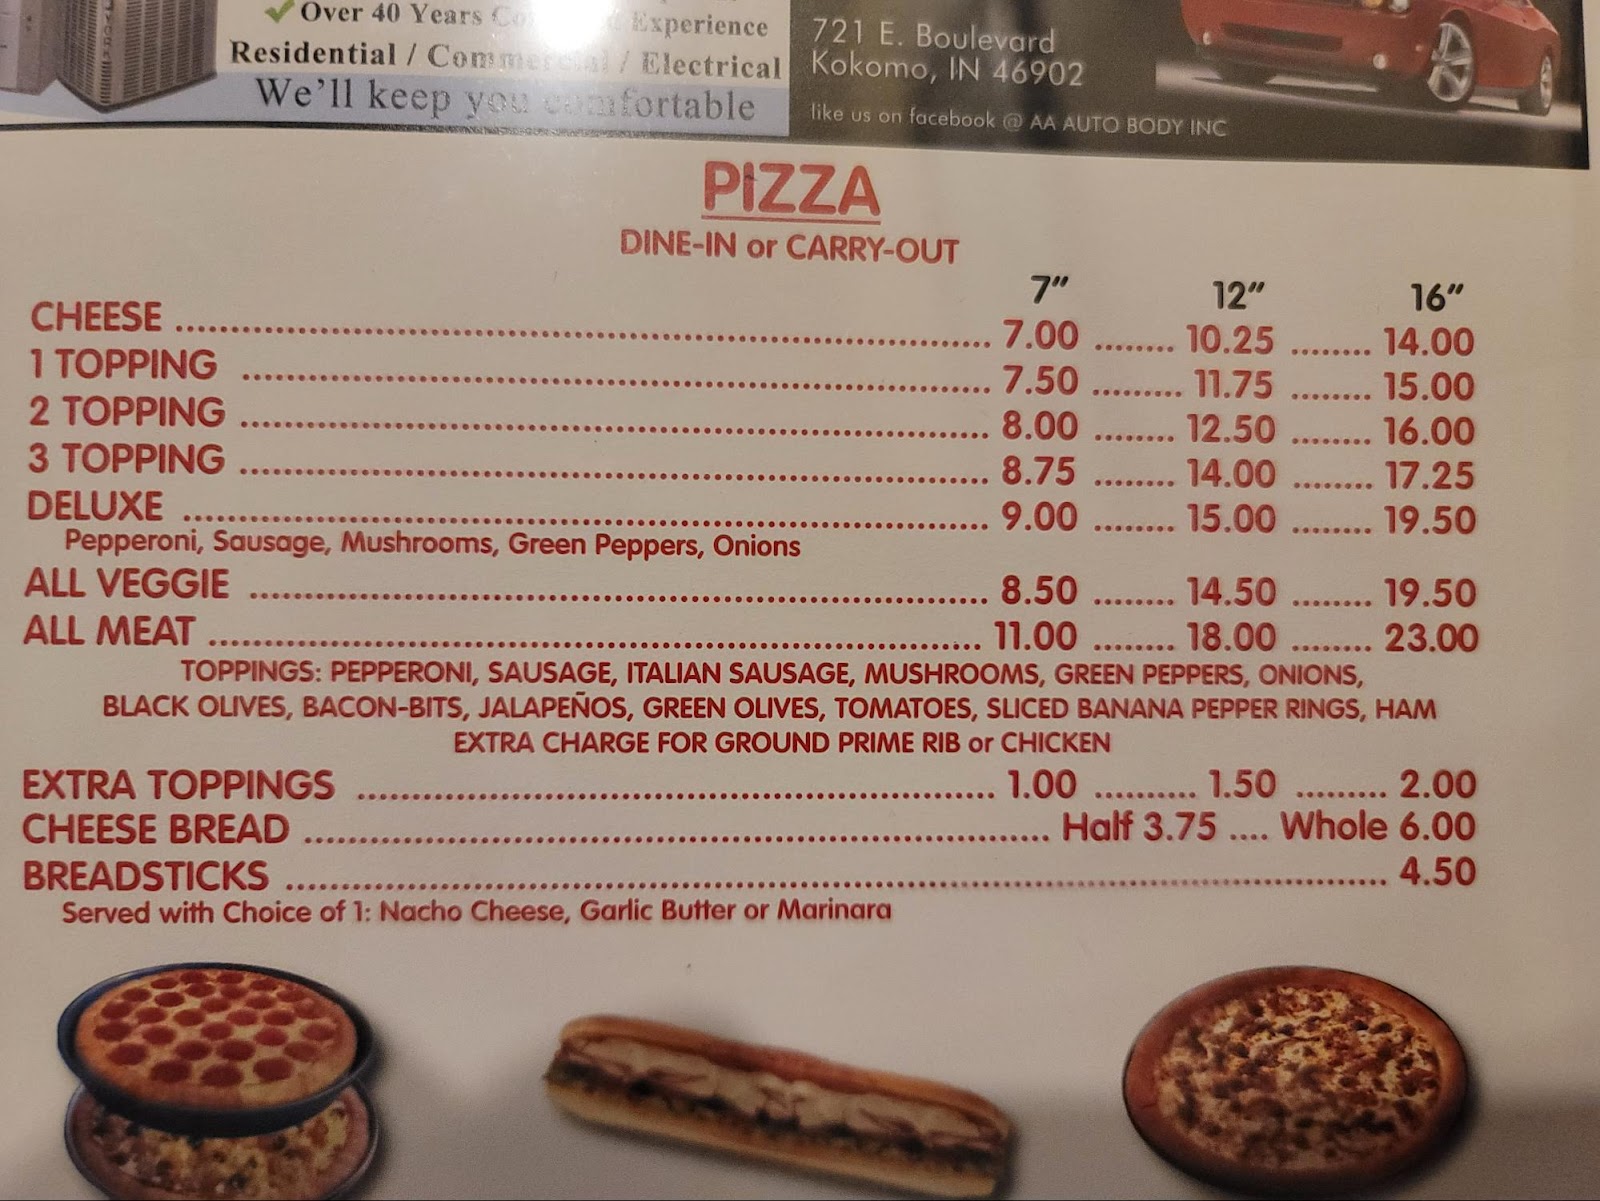 Over 40 Years Experience
Residential / Commercial / Electrical
We'll keep you comfortable
721 E. Boulevard
Kokomo, IN 46902
like us on facebook @ AA AUTO BODY INC
PIZZA
DINE-IN or CARRY-OUT
7" 12" 16"
CHEESE 7.00 10.25 14.00
1 TOPPING 7.50 11.75 15.00
2 TOPPING 8.00 12.50 16.00
3 TOPPING 8.75 14.00 17.25
DELUXE 9.00 15.00 19.50
Pepperoni, Sausage, Mushrooms, Green Peppers, Onions
ALL VEGGIE 8.50 14.50 19.50
ALL MEAT 11.00 18.00 23.00
TOPPINGS: PEPPERONI, SAUSAGE, ITALIAN SAUSAGE, MUSHROOMS, GREEN PEPPERS, ONIONS,
BLACK OLIVES, BACON-BITS, JALAPEÑOS, GREEN OLIVES, TOMATOES, SLICED BANANA PEPPER RINGS, HAM
EXTRA CHARGE FOR GROUND PRIME RIB or CHICKEN
EXTRA TOPPINGS 1.00 1.50 2.00
CHEESE BREAD Half 3.75 .... Whole 6.00
BREADSTICKS 4.50
Served with Choice of 1: Nacho Cheese, Garlic Butter or Marinara